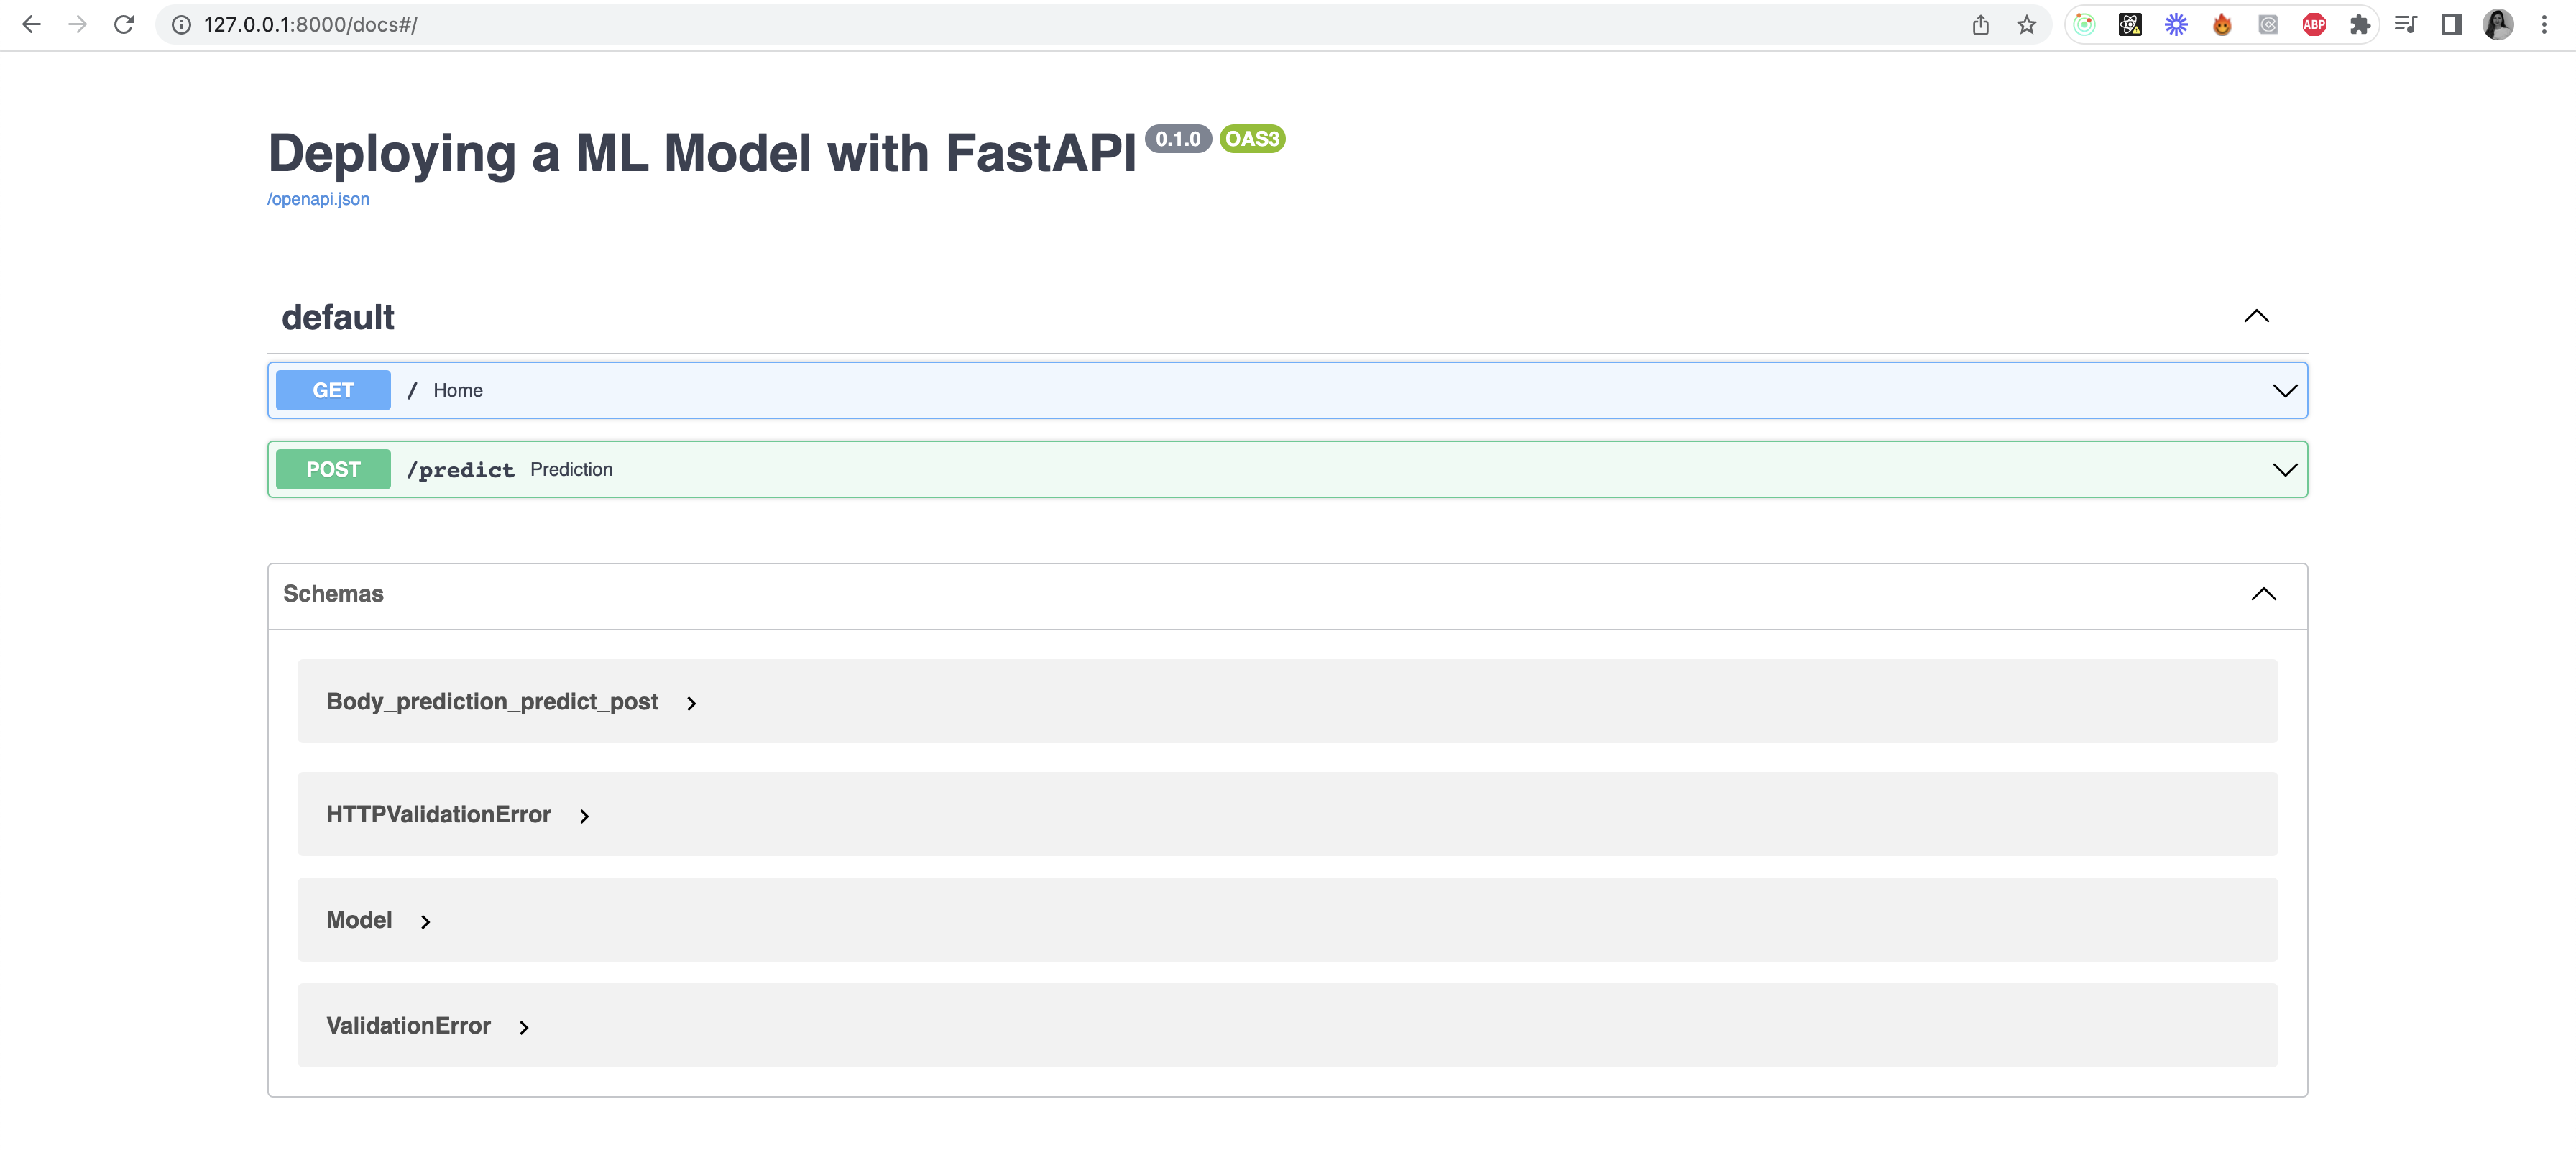 127.0.0.1:8000/docs#/
ABP
Deploying a ML Model with FastAPI 0.1.0 OAS3
/openapi.json
default
GET / Home
POST /predict Prediction
Schemas
Body_prediction_predict_post
HTTPValidationError
Model
ValidationError